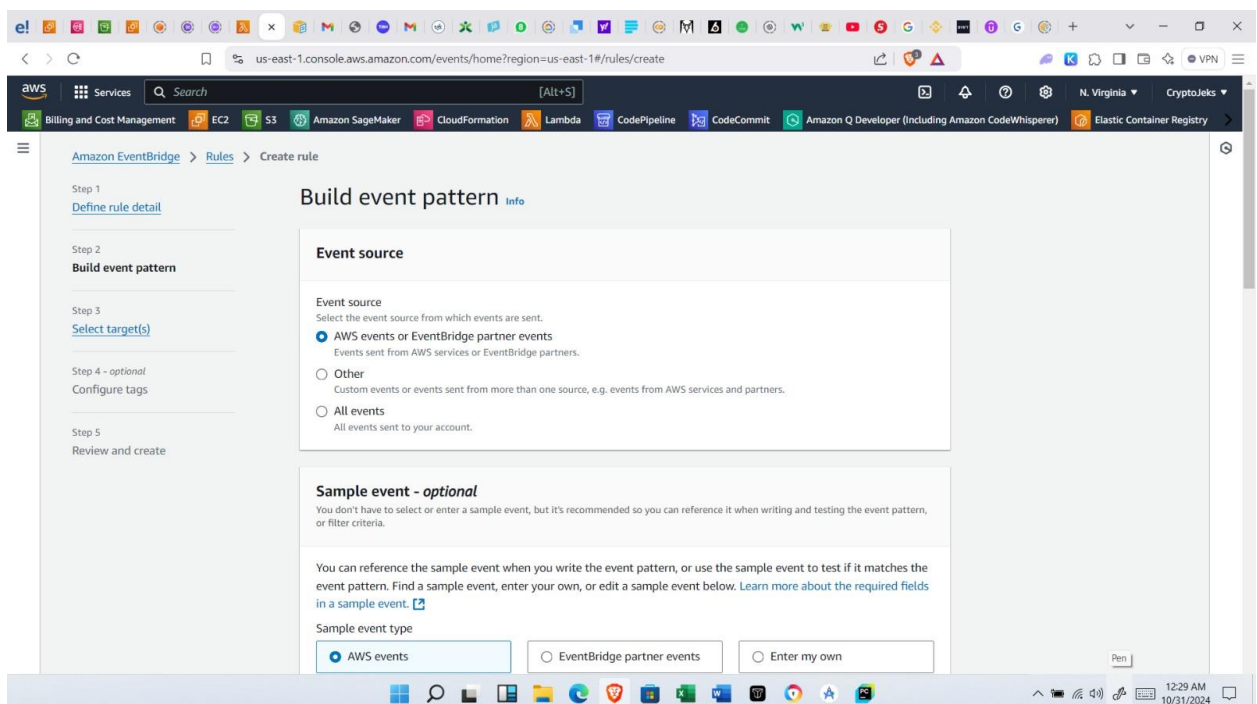 us-east-1.console.aws.amazon.com/events/home?region=us-east-1#/rules/create
VPN
aws
Services
Search
[Alt+S]
N. Virginia
CryptoJeks
Billing and Cost Management
EC2
S3
Amazon SageMaker
CloudFormation
Lambda
CodePipeline
CodeCommit
Amazon Q Developer (Including Amazon CodeWhisperer)
Elastic Container Registry
Amazon EventBridge > Rules > Create rule
Step 1
Define rule detail
Step 2
Build event pattern
Step 3
Select target(s)
Step 4 - optional
Configure tags
Step 5
Review and create
Build event pattern Info
Event source
Event source
Select the event source from which events are sent.
AWS events or EventBridge partner events
Events sent from AWS services or EventBridge partners.
Other
Custom events or events sent from more than one source, e.g. events from AWS services and partners.
All events
All events sent to your account.
Sample event - optional
You don't have to select or enter a sample event, but it's recommended so you can reference it when writing and testing the event pattern,
or filter criteria.
You can reference the sample event when you write the event pattern, or use the sample event to test if it matches the
event pattern. Find a sample event, enter your own, or edit a sample event below. Learn more about the required fields
in a sample event.
Sample event type
AWS events
EventBridge partner events
Enter my own
Pen
12:29 AM
10/31/2024